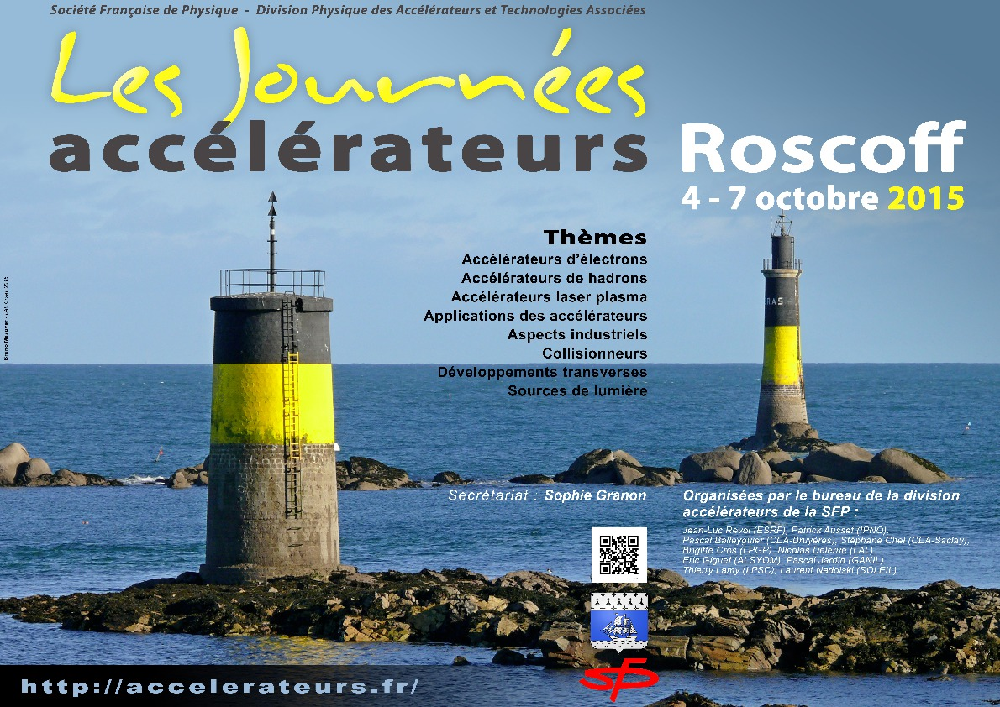 Société Française de Physique - Division Physique des Accélérateurs et Technologies Associées
Les Journées
accélérateurs
Roscoff
4 - 7 octobre 2015
Thèmes
Accélérateurs d'électrons
Accélérateurs de hadrons
Accélérateurs laser plasma
Applications des accélérateurs
Aspects industriels
Collisionneurs
Développements transverses
Sources de lumière
Secrétariat : Sophie Granon
Organisées par le bureau de la division
accélérateurs de la SFP :
Jean-Luc Revol (ESRF), Patrick Ausset (IPNO),
Pascal Balleyguier (CEA-Bruyères), Stéphane Chel (CEA-Saclay),
Brigitte Cros (LPGP), Nicolas Delerue (LAL),
Eric Giguet (ALSYOM), Pascal Jardin (GANIL),
Thierry Lamy (LPSC), Laurent Nadolski (SOLEIL)
sfp
http://accelerateurs.fr/